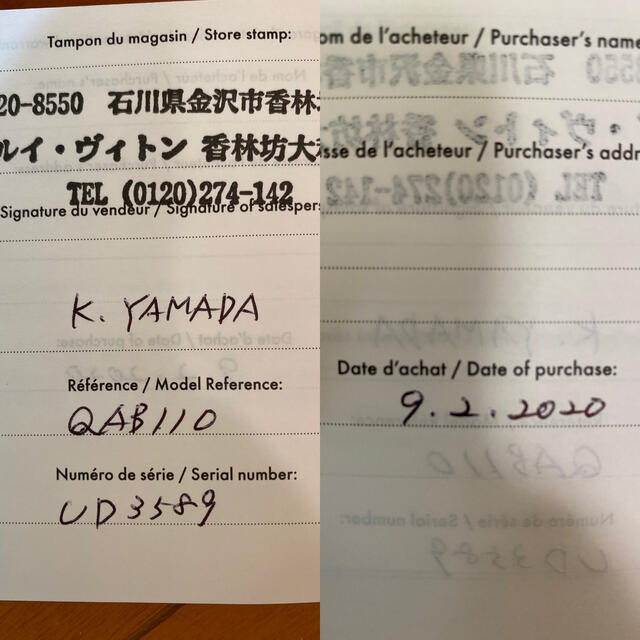 Tampon du magasin / Store stamp:
20-8550 石川県金沢市香林
ルイ・ヴィトン 香林坊大
TEL (0120)274-142
Signature du vendeur / Signature of salespers
K. YAMADA
Référence / Model Reference:
QAB110
Numéro de série / Serial number:
UD3589
om de l'acheteur / Purchaser's name
sse de l'acheteur / Purchaser's addr
Date d'achat / Date of purchase:
9.2.2020